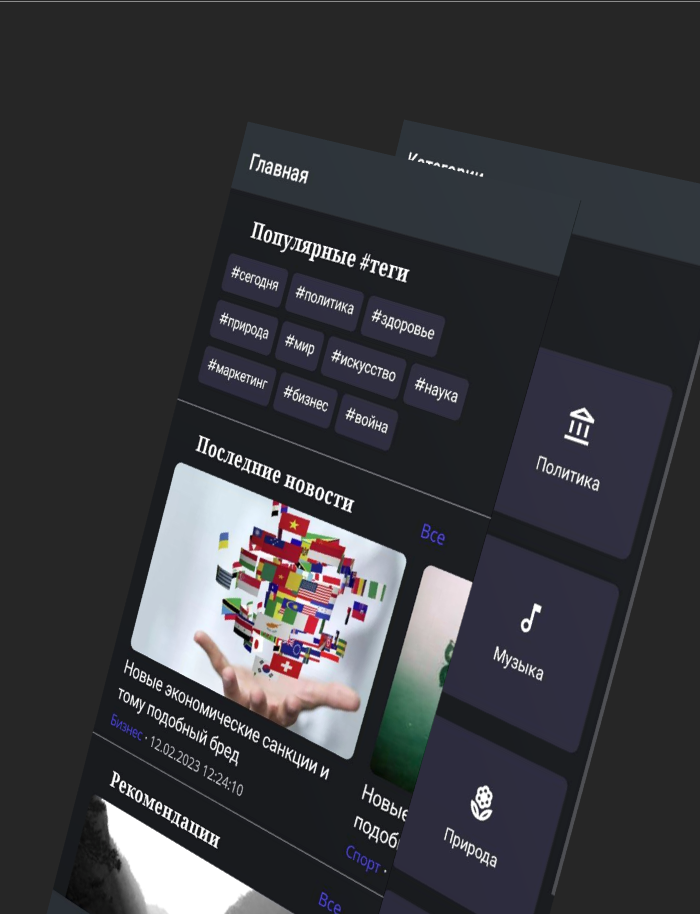 Главная
Популярные #теги
#сегодня #политика #здоровье
#природа #мир #искусство #наука
#маркетинг #бизнес #война
Последние новости
Все
Новые экономические санкции и
тому подобный бред
Бизнес · 12.02.2023 12:24:10
Новые
подоб
Спорт ·
Рекомендации
Все
Категории
Политика
Музыка
Природа